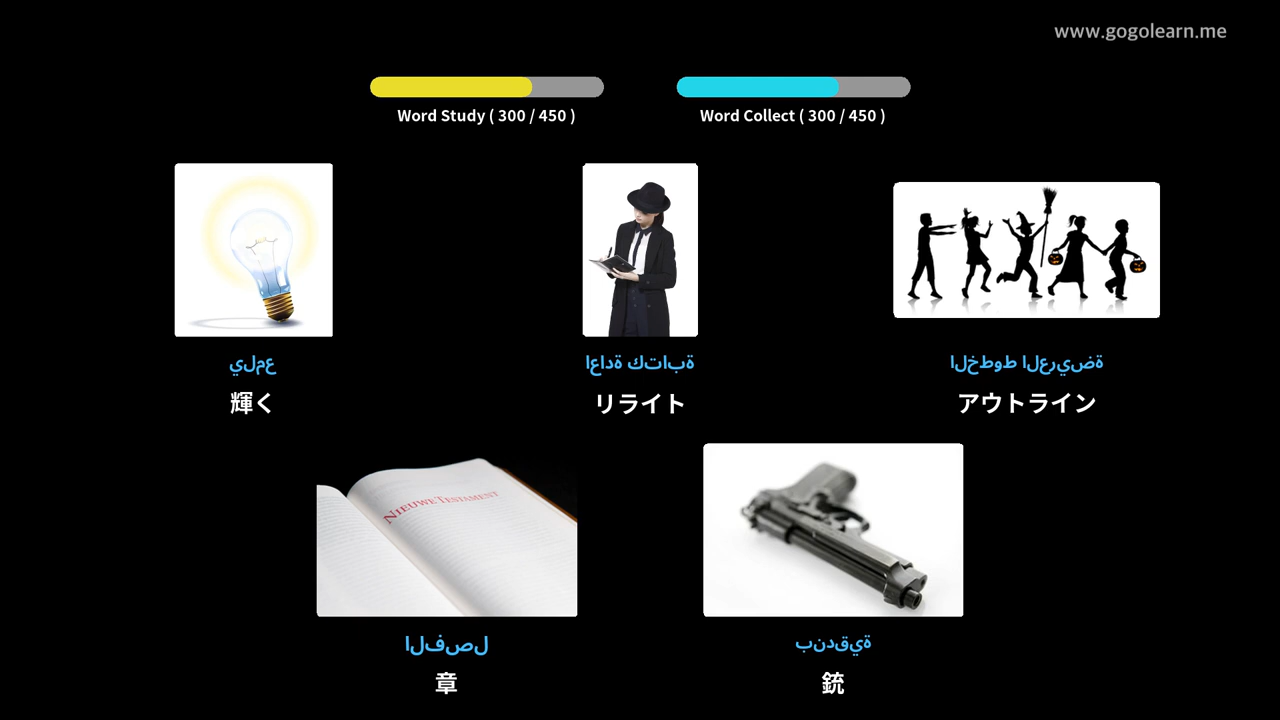 www.gogolearn.me
Word Study ( 300 / 450 )
Word Collect ( 300 / 450 )
يلمع
輝く
اعادة كتابة
リライト
الخطوط العريضة
アウトライン
NIEUWE TESTAMENT
الفصل
章
بندقية
銃